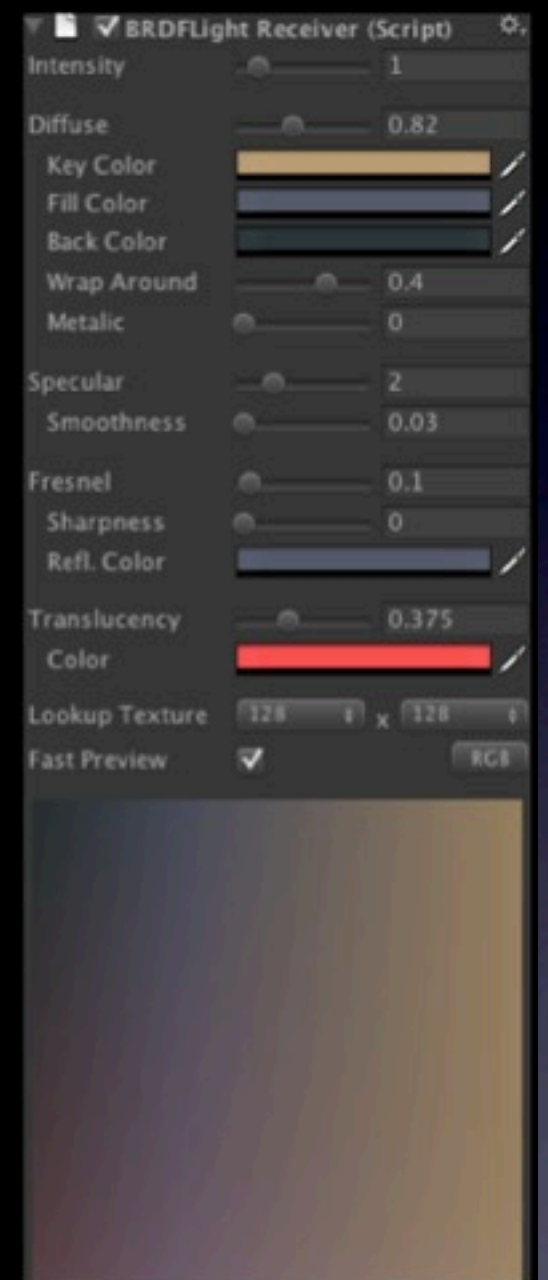 BRDFLight Receiver (Script)
Intensity 1
Diffuse 0.82
Key Color
Fill Color
Back Color
Wrap Around 0.4
Metalic 0
Specular 2
Smoothness 0.03
Fresnel 0.1
Sharpness 0
Refl. Color
Translucency 0.375
Color
Lookup Texture 128 x 128
Fast Preview RGB